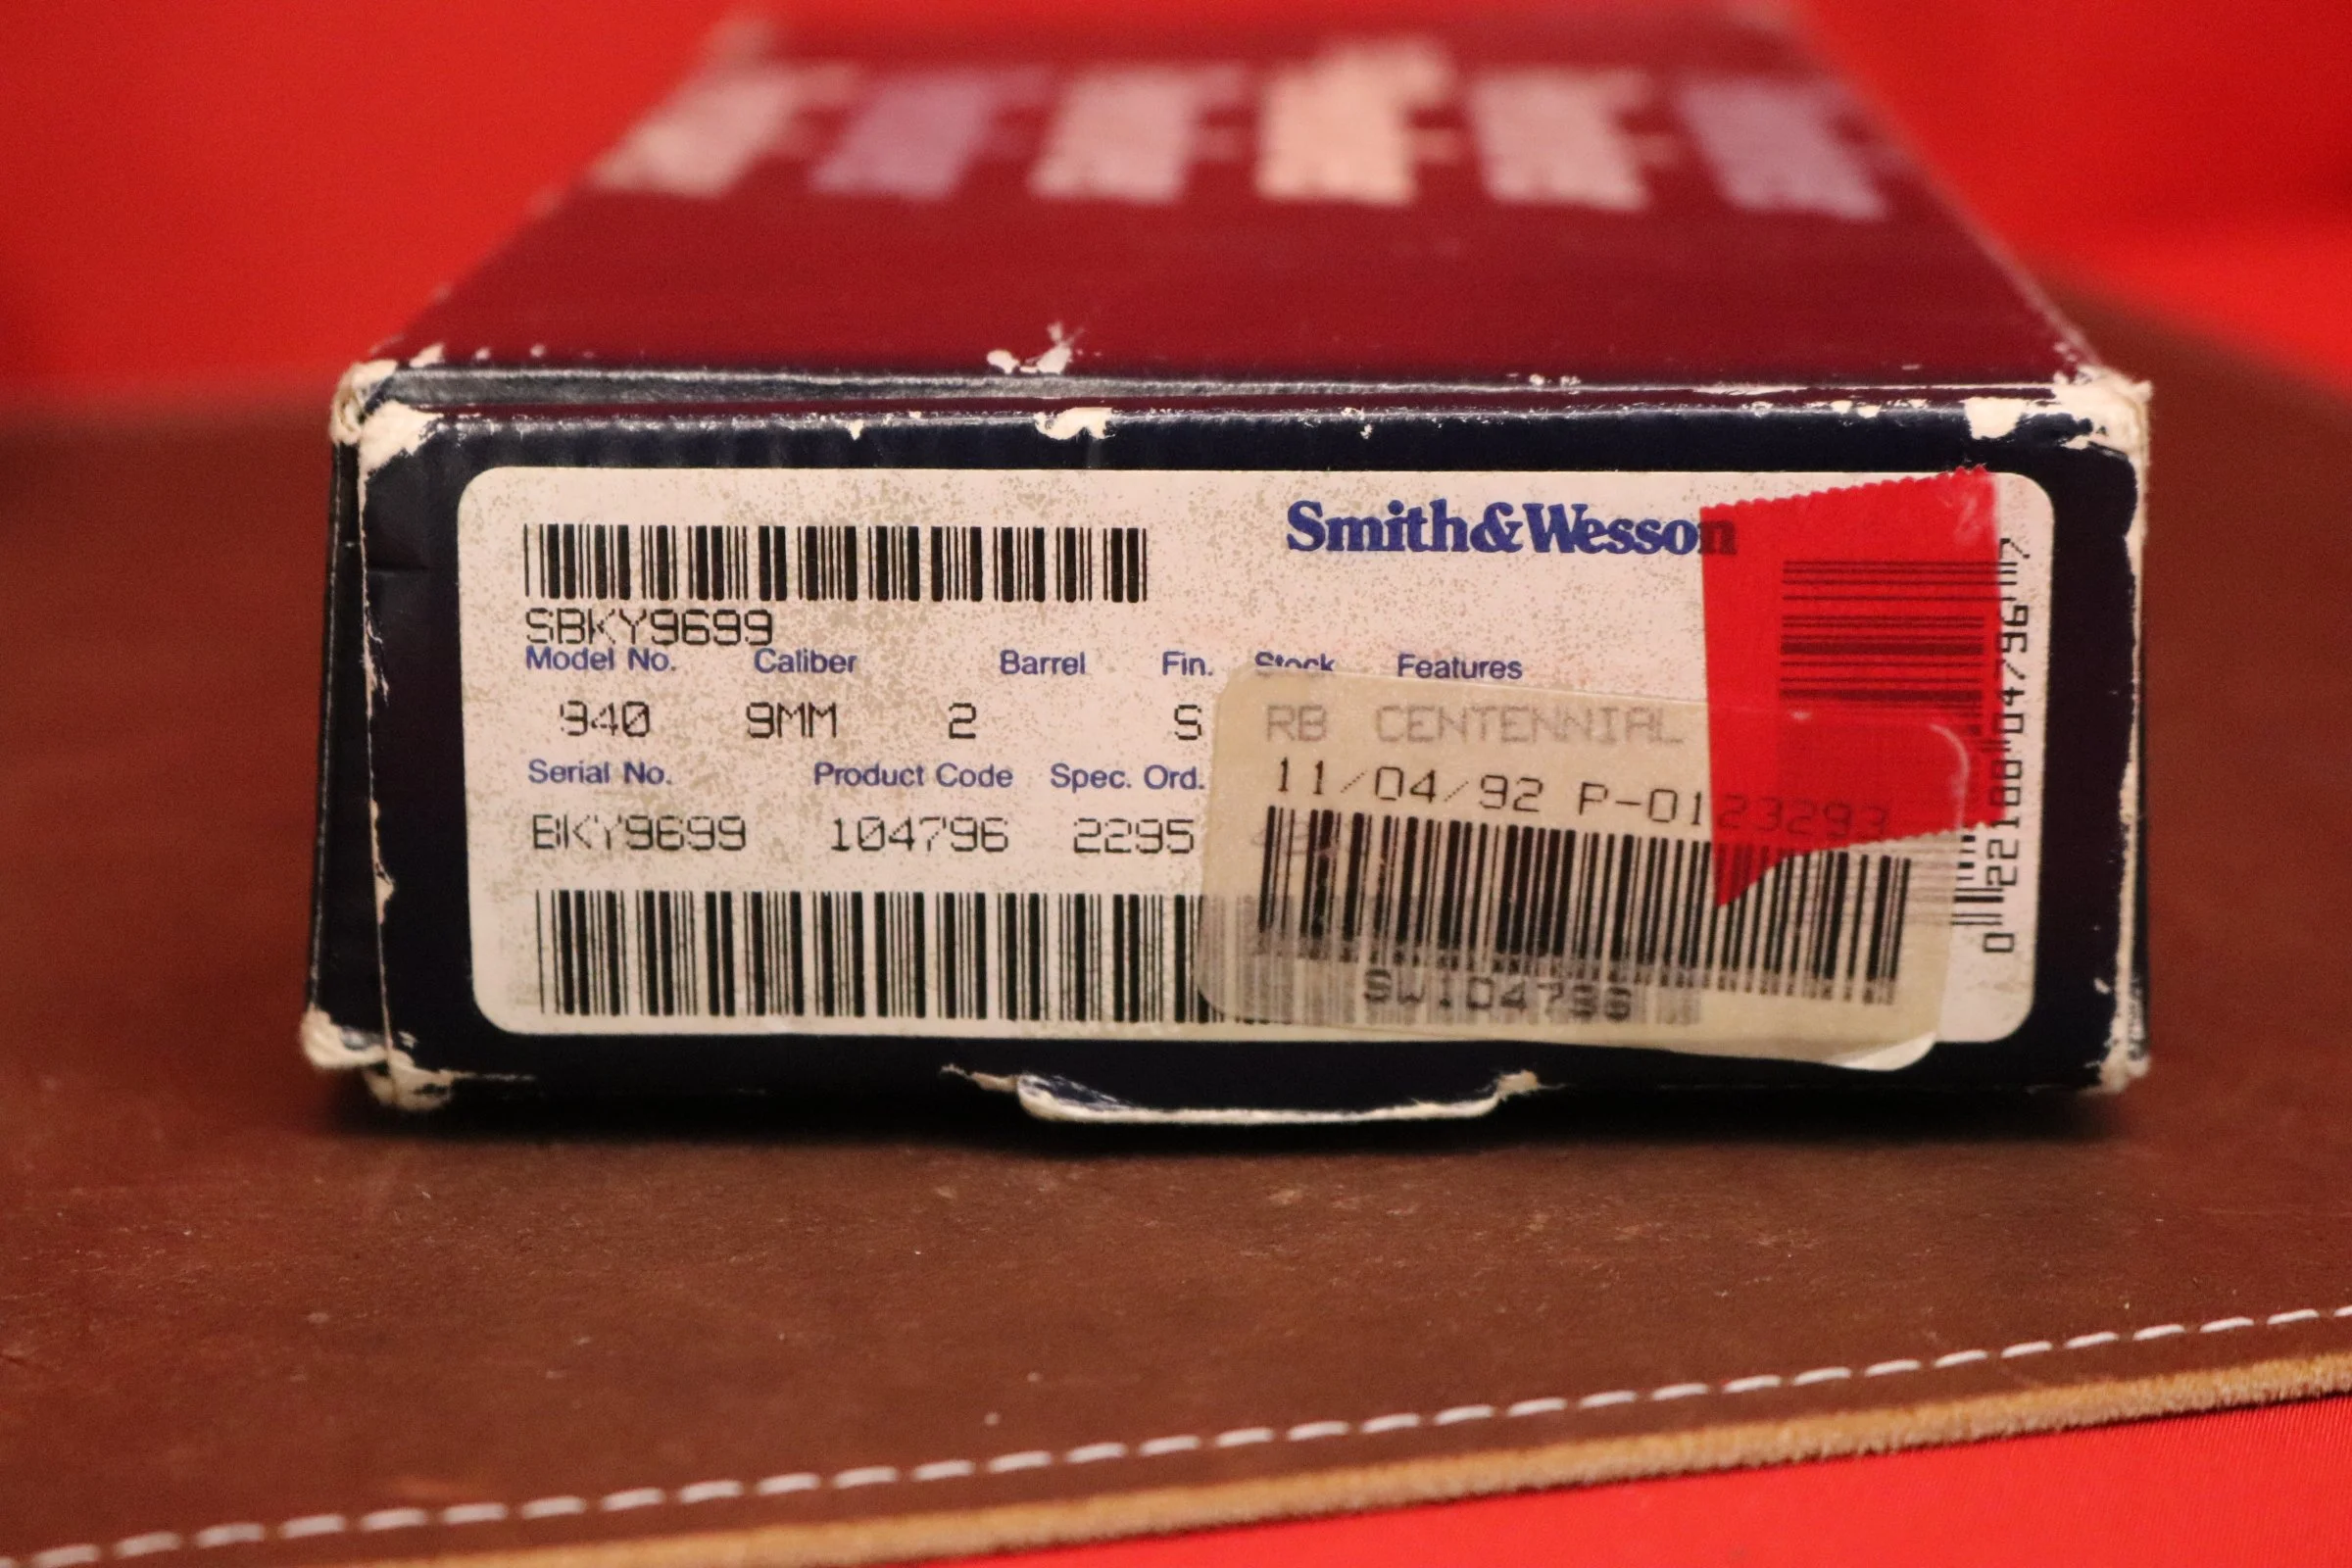 Smith&Wesson
SBKY9699
Model No. Caliber Barrel Fin. Stock Features
940 9MM 2 S RB CENTENNIAL
Serial No. Product Code Spec. Ord.
BKY9699 104796 2295
11/04/92 P-0123293
SW104796
0 22188 04796 7